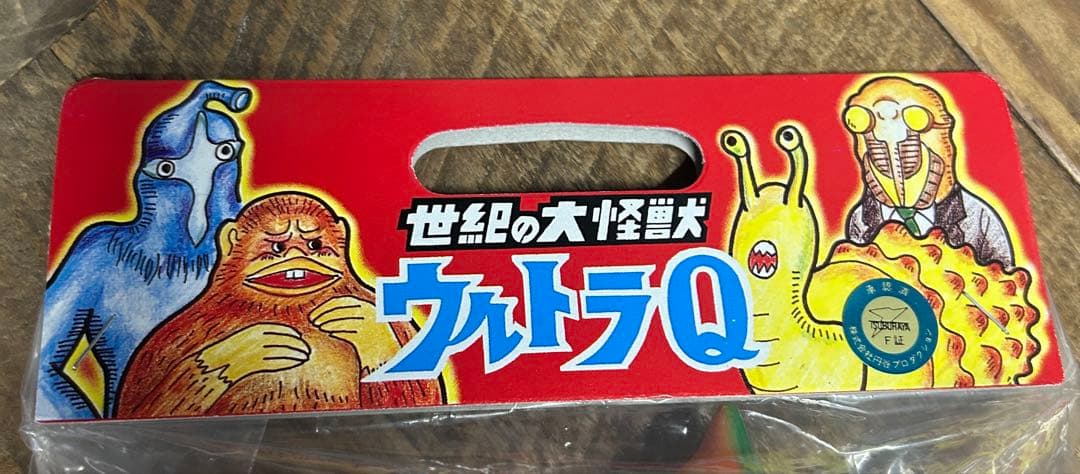 世紀の大怪獣
ウルトラQ
承認済
TSUBURAYA
F証
株式会社円谷プロダクション